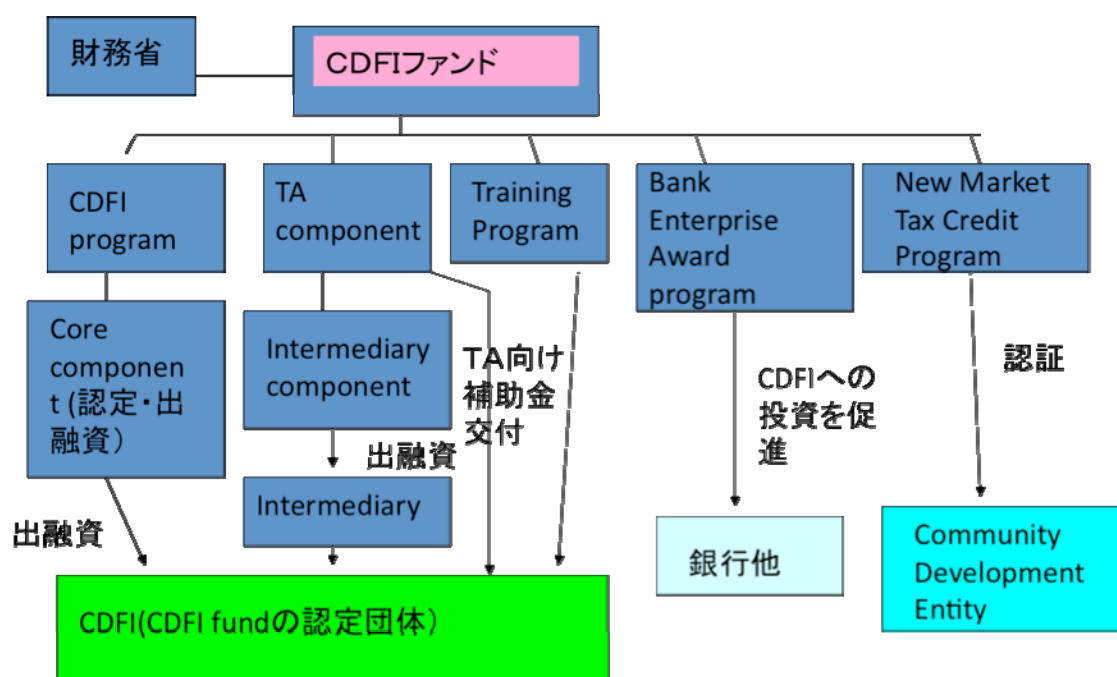 財務省
CDFIファンド
CDFI
program
TA
component
Training
Program
Bank
Enterprise
Award
program
New Market
Tax Credit
Program
Core
componen
t (認定・出
融資）
Intermediary
component
TA向け
補助金
交付
CDFIへの
投資を促
進
認証
出融資
Intermediary
出融資
銀行他
Community
Development
Entity
CDFI(CDFI fundの認定団体）